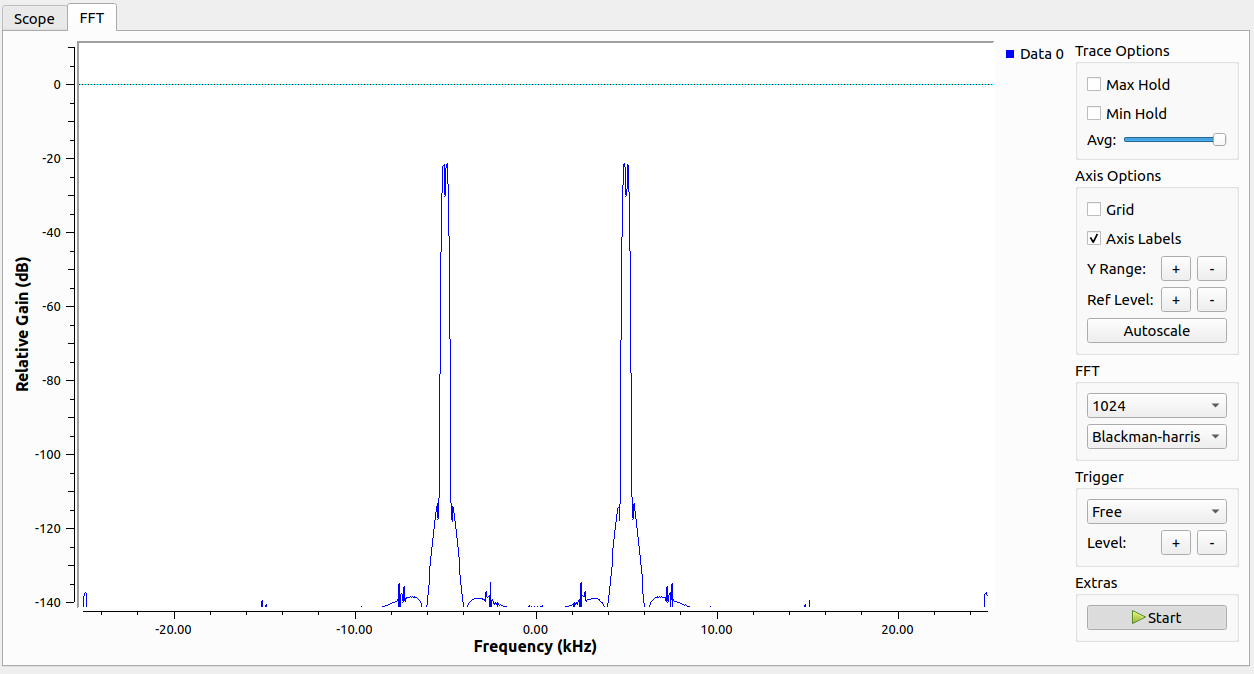 Scope FFT
Data 0
Trace Options
Max Hold
Min Hold
Avg:
Axis Options
Grid
Axis Labels
Y Range: + -
Ref Level: + -
Autoscale
FFT
1024
Blackman-harris
Trigger
Free
Level: + -
Extras
Start
Relative Gain (dB)
0
-20
-40
-60
-80
-100
-120
-140
-20.00 -10.00 0.00 10.00 20.00
Frequency (kHz)